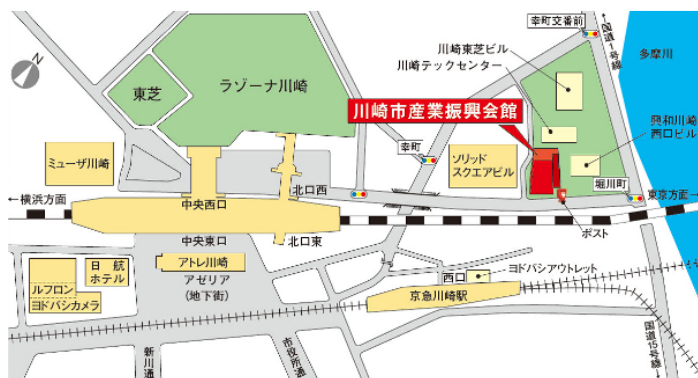 N
幸町交番前
国道1号線
多摩川
川崎東芝ビル
川崎テックセンター
東芝
ラゾーナ川崎
川崎市産業振興会館
興和川崎
西口ビル
幸町
ミューザ川崎
ソリッド
スクエアビル
北口西
堀川町
←横浜方面
中央西口
東京方面→
ポスト
中央東口
北口東
アトレ川崎
日航
ホテル
アゼリア
(地下街)
西口
ヨドバシアウトレット
ルフロン
ヨドバシカメラ
京急川崎駅
新川通
市役所通
国道15号線